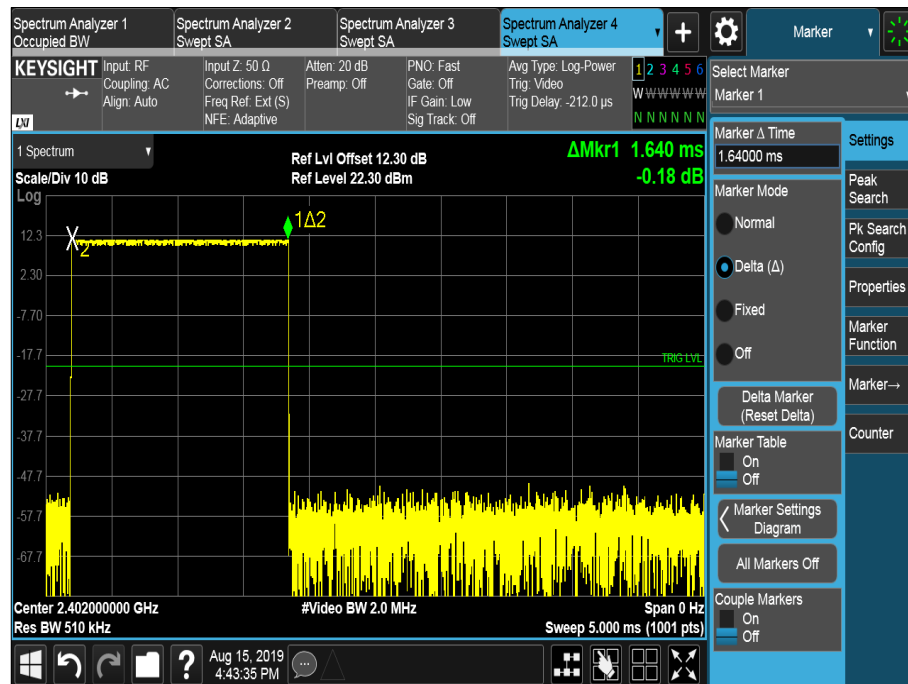 Spectrum Analyzer 1
Occupied BW
Spectrum Analyzer 2
Swept SA
Spectrum Analyzer 3
Swept SA
Spectrum Analyzer 4
Swept SA
+
Marker
KEYSIGHT
Input: RF
Coupling: AC
Align: Auto
Input Z: 50 Ω
Corrections: Off
Freq Ref: Ext (S)
NFE: Adaptive
Atten: 20 dB
Preamp: Off
PNO: Fast
Gate: Off
IF Gain: Low
Sig Track: Off
Avg Type: Log-Power
Trig: Video
Trig Delay: -212.0 µs
1 2 3 4 5 6
W W W W W W
N N N N N N
LXI
Select Marker
Marker 1
1 Spectrum
Scale/Div 10 dB
Log
Ref Lvl Offset 12.30 dB
Ref Level 22.30 dBm
ΔMkr1 1.640 ms
-0.18 dB
12.3
2.30
-7.70
-17.7
-27.7
-37.7
-47.7
-57.7
-67.7
2
1Δ2
TRIG LVL
Center 2.402000000 GHz
Res BW 510 kHz
#Video BW 2.0 MHz
Span 0 Hz
Sweep 5.000 ms (1001 pts)
Marker Δ Time
1.64000 ms
Marker Mode
Normal
Delta (Δ)
Fixed
Off
Delta Marker
(Reset Delta)
Marker Table
On
Off
Marker Settings
Diagram
All Markers Off
Couple Markers
On
Off
Settings
Peak
Search
Pk Search
Config
Properties
Marker
Function
Marker→
Counter
?
Aug 15, 2019
4:43:35 PM